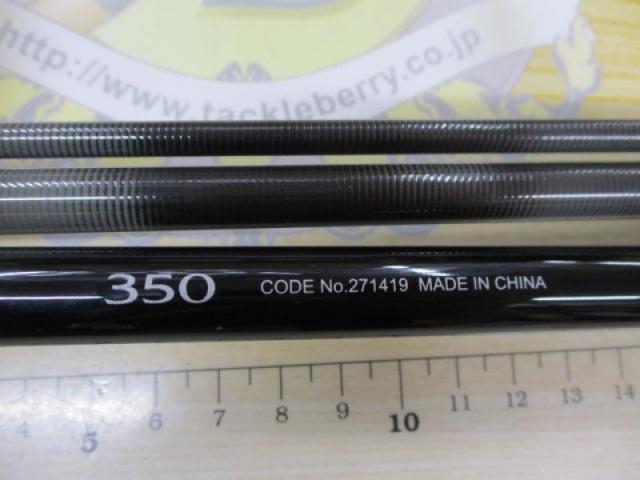 http://www.tackleberry.co.jp
350 CODE No.271419 MADE IN CHINA
4 5 6 7 8 9 10 11 12 13 14